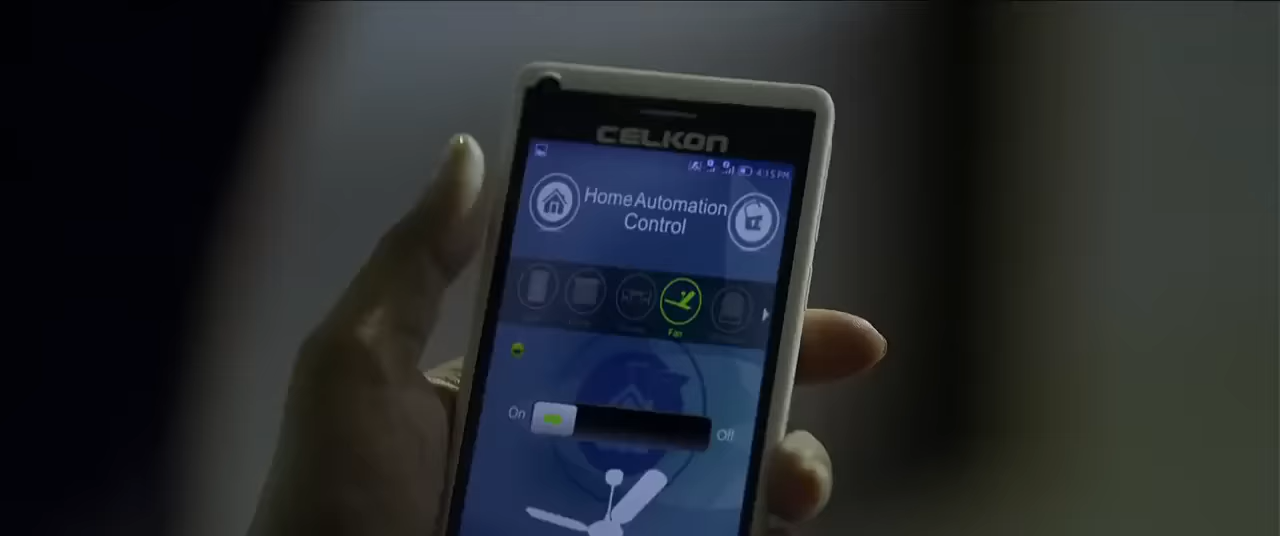 CELKON
4:15 PM
Home Automation
Control
Fan
On
Off